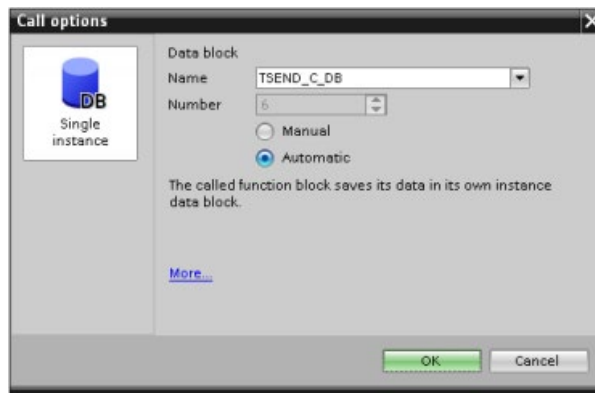 Call options
X
DB
Single
instance
Data block
Name TSEND_C_DB
Number 6
Manual
Automatic
The called function block saves its data in its own instance
data block.
More...
OK Cancel